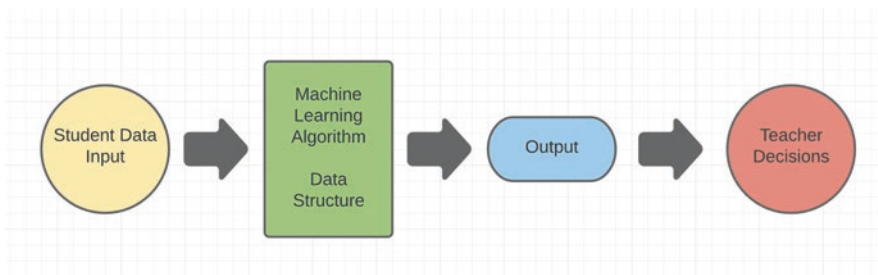 Student Data
Input
Machine
Learning
Algorithm
Data
Structure
Output
Teacher
Decisions